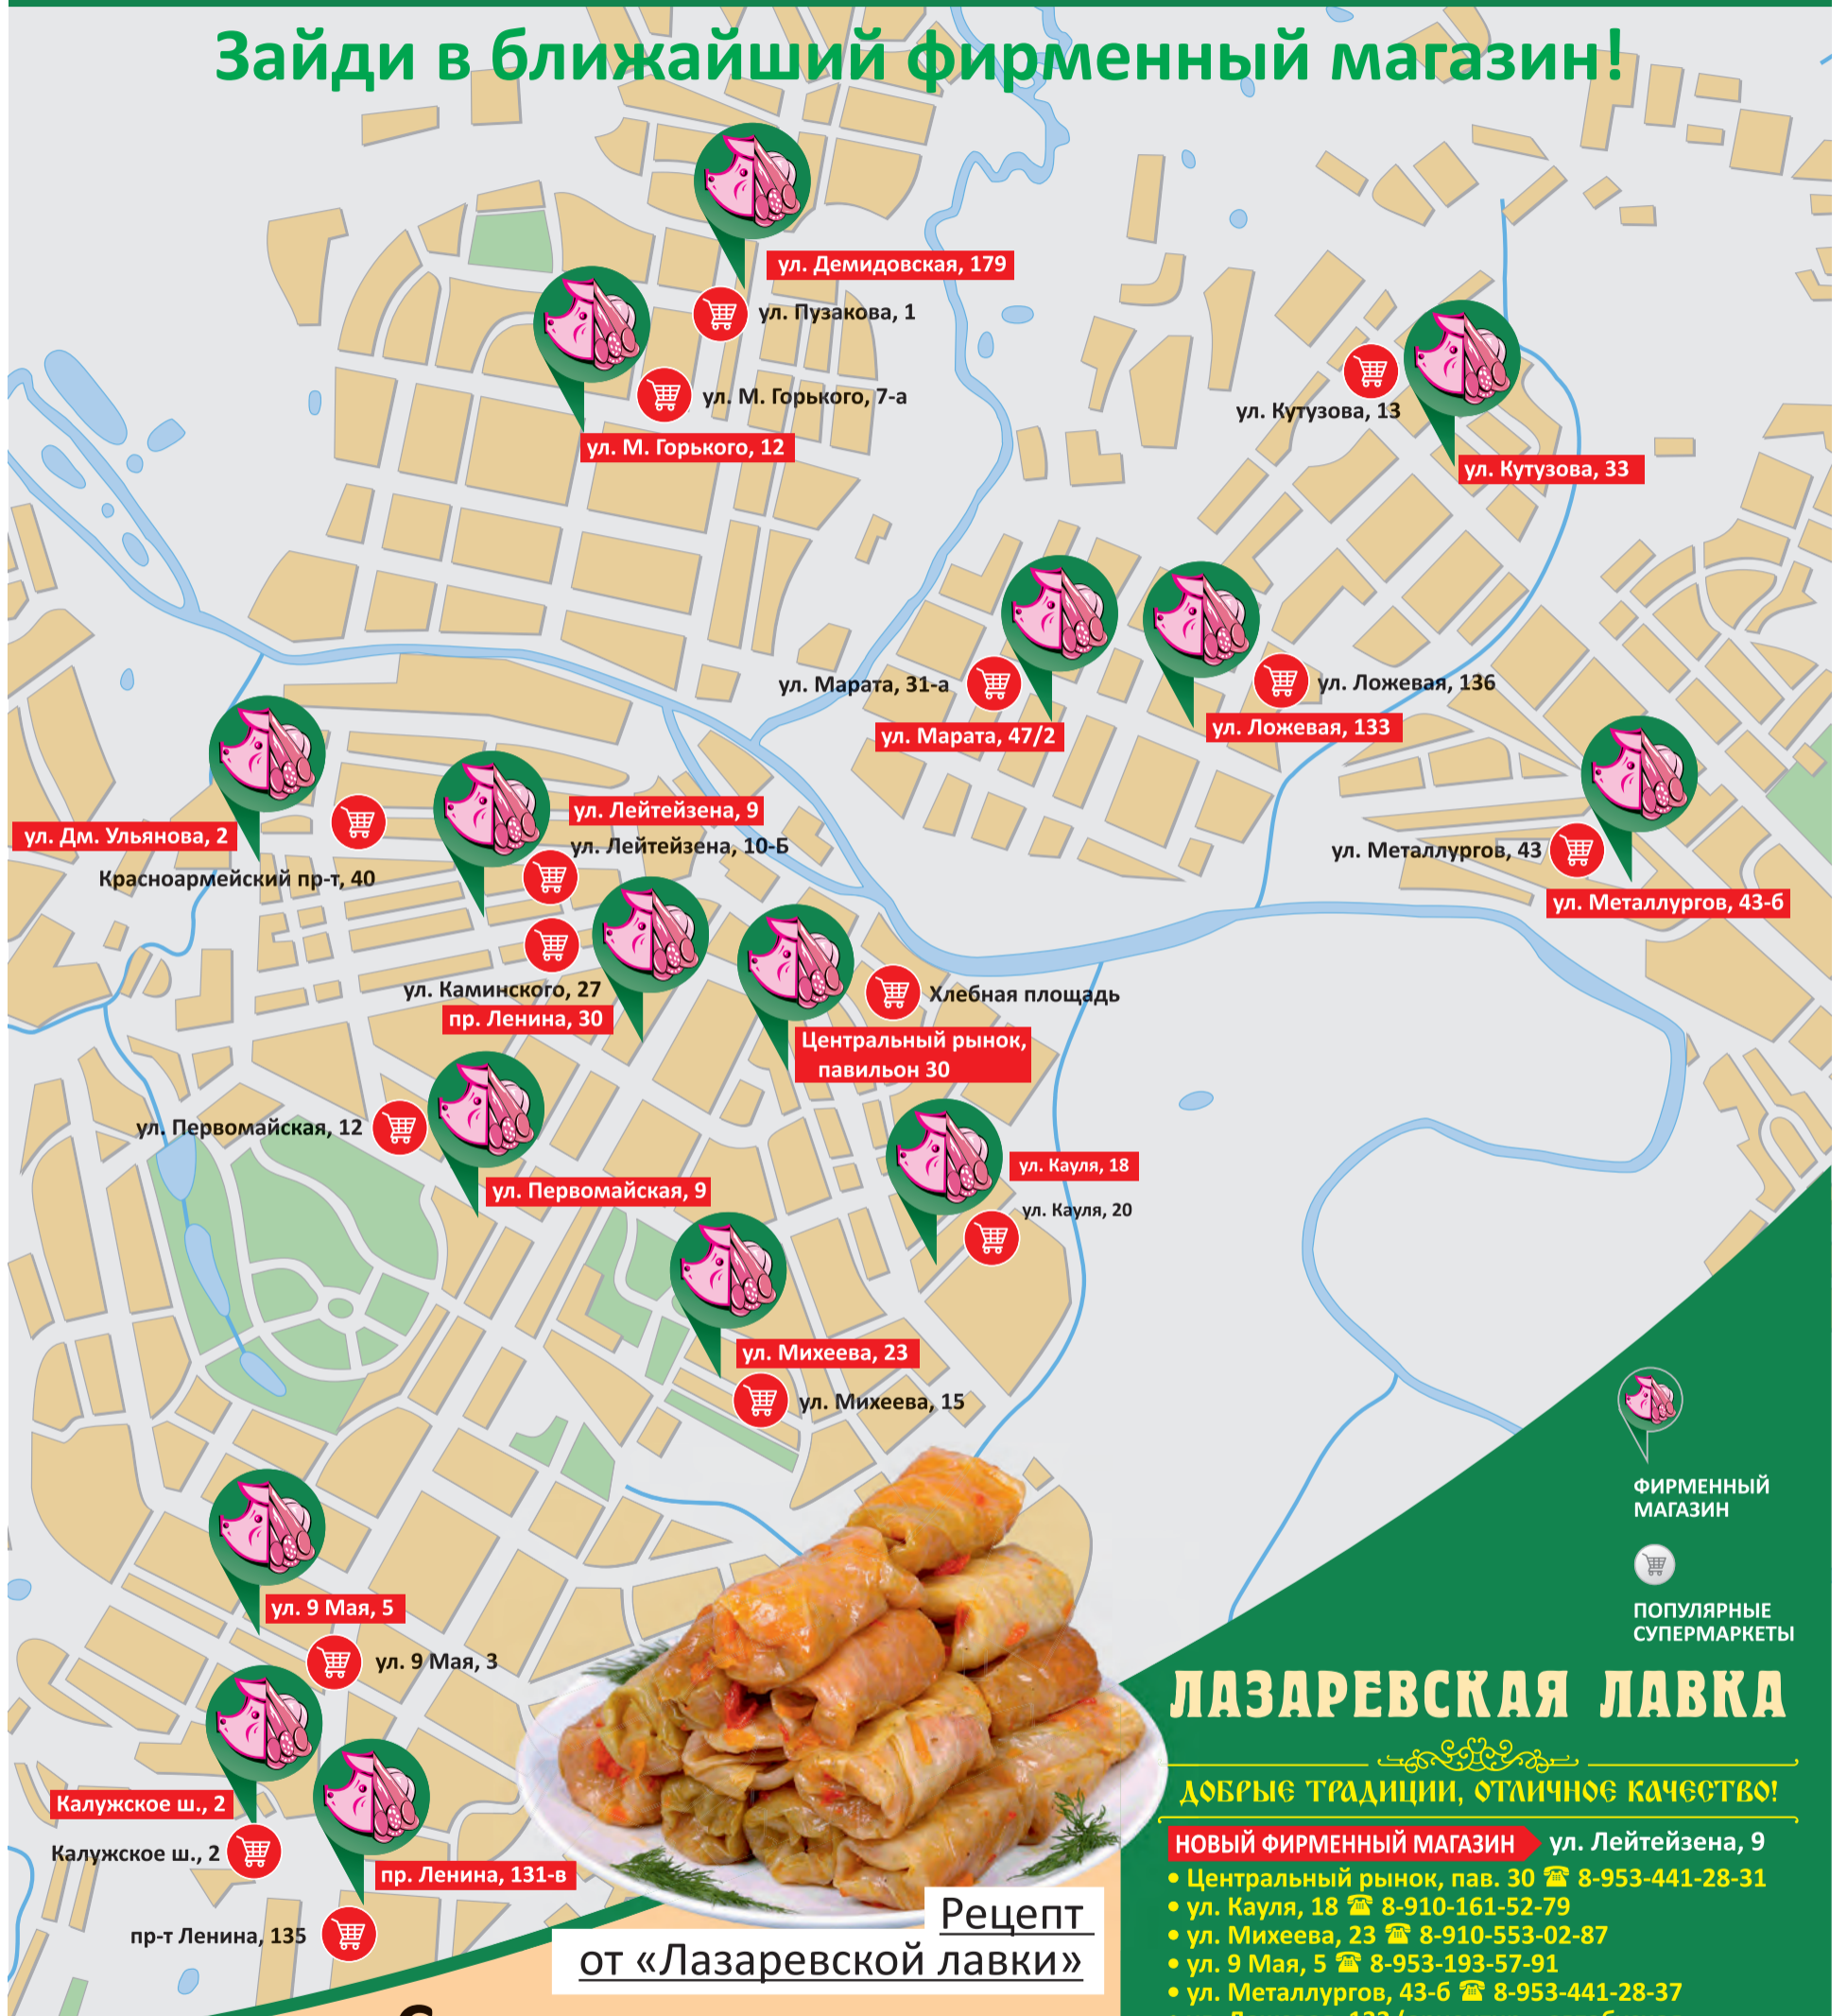 Зайди в ближайший фирменный магазин!
ул. Демидовская, 179
ул. Пузакова, 1
ул. М. Горького, 7-а
ул. М. Горького, 12
ул. Кутузова, 13
ул. Кутузова, 33
ул. Марата, 31-а
ул. Марата, 47/2
ул. Ложевая, 136
ул. Ложевая, 133
ул. Дм. Ульянова, 2
Красноармейский пр-т, 40
ул. Лейтейзена, 9
ул. Лейтейзена, 10-Б
ул. Металлургов, 43
ул. Металлургов, 43-б
ул. Каминского, 27
пр. Ленина, 30
Хлебная площадь
Центральный рынок,
павильон 30
ул. Первомайская, 12
ул. Первомайская, 9
ул. Кауля, 18
ул. Кауля, 20
ул. Михеева, 23
ул. Михеева, 15
ул. 9 Мая, 5
ул. 9 Мая, 3
Калужское ш., 2
Калужское ш., 2
пр. Ленина, 131-в
пр-т Ленина, 135
Рецепт
от «Лазаревской лавки»
ФИРМЕННЫЙ
МАГАЗИН
ПОПУЛЯРНЫЕ
СУПЕРМАРКЕТЫ
ЛАЗАРЕВСКАЯ ЛАВКА
ДОБРЫЕ ТРАДИЦИИ, ОТЛИЧНОЕ КАЧЕСТВО!
НОВЫЙ ФИРМЕННЫЙ МАГАЗИН ул. Лейтейзена, 9
• Центральный рынок, пав. 30 ☎ 8-953-441-28-31
• ул. Кауля, 18 ☎ 8-910-161-52-79
• ул. Михеева, 23 ☎ 8-910-553-02-87
• ул. 9 Мая, 5 ☎ 8-953-193-57-91
• ул. Металлургов, 43-б ☎ 8-953-441-28-37